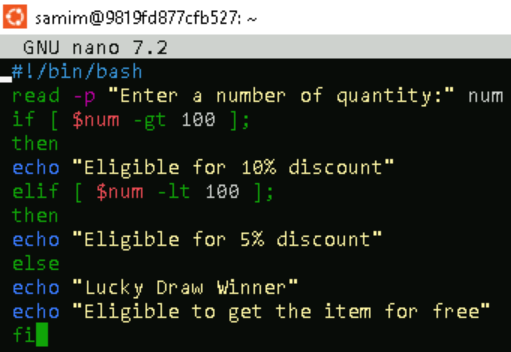 samim@9819fd877cfb527: ~
GNU nano 7.2
#!/bin/bash
read -p "Enter a number of quantity:" num
if [ $num -gt 100 ];
then
echo "Eligible for 10% discount"
elif [ $num -lt 100 ];
then
echo "Eligible for 5% discount"
else
echo "Lucky Draw Winner"
echo "Eligible to get the item for free"
fi